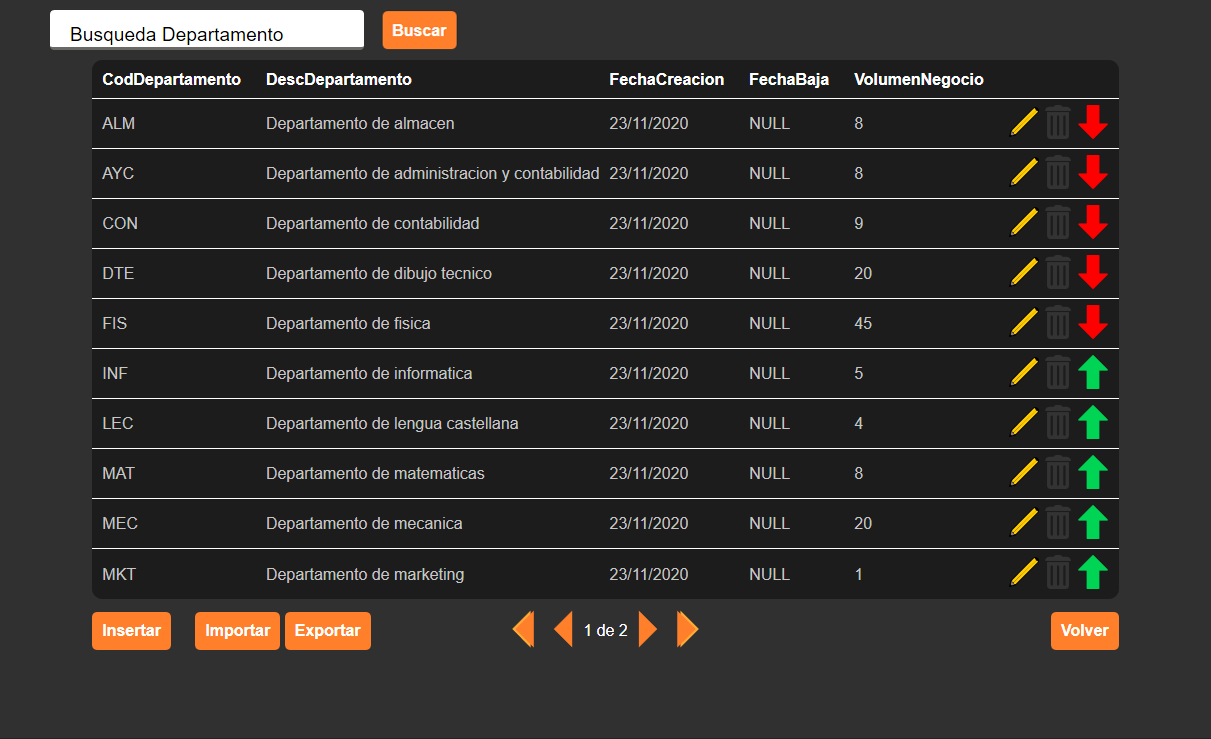 Busqueda Departamento Buscar
CodDepartamento DescDepartamento FechaCreacion FechaBaja VolumenNegocio
ALM Departamento de almacen 23/11/2020 NULL 8
AYC Departamento de administracion y contabilidad 23/11/2020 NULL 8
CON Departamento de contabilidad 23/11/2020 NULL 9
DTE Departamento de dibujo tecnico 23/11/2020 NULL 20
FIS Departamento de fisica 23/11/2020 NULL 45
INF Departamento de informatica 23/11/2020 NULL 5
LEC Departamento de lengua castellana 23/11/2020 NULL 4
MAT Departamento de matematicas 23/11/2020 NULL 8
MEC Departamento de mecanica 23/11/2020 NULL 20
MKT Departamento de marketing 23/11/2020 NULL 1
Insertar Importar Exportar 1 de 2 Volver